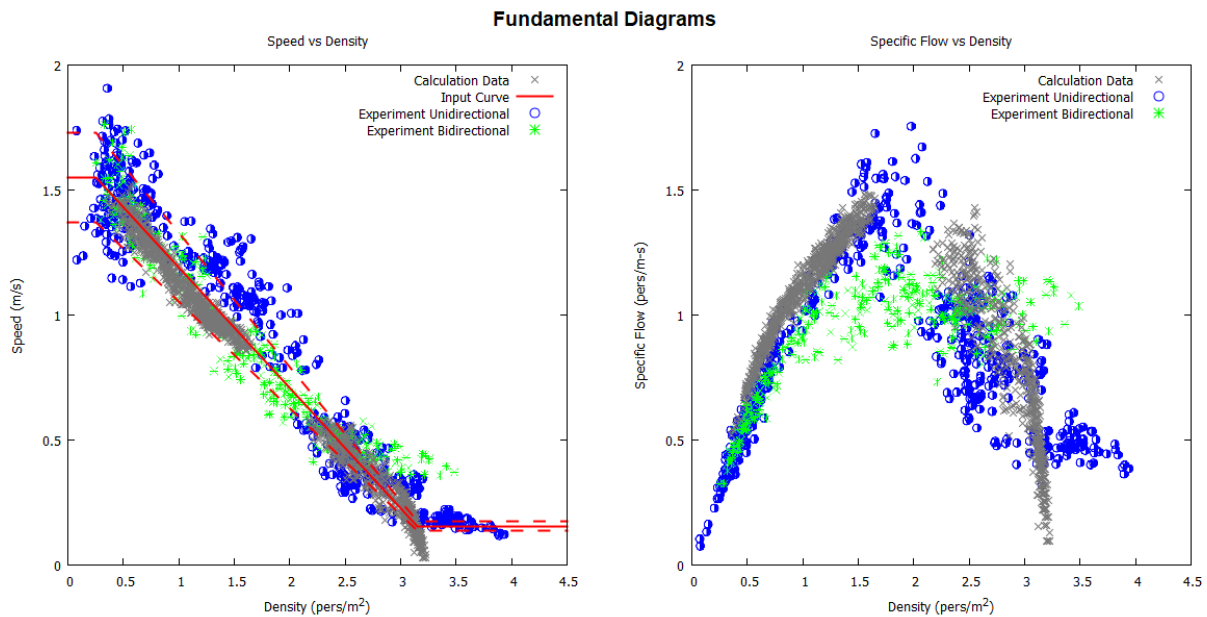 Fundamental Diagrams
Speed vs Density
2
1.5
1
0.5
0
Speed (m/s)
Calculation Data
Input Curve
Experiment Unidirectional
Experiment Bidirectional
0 0.5 1 1.5 2 2.5 3 3.5 4 4.5
Density (pers/m²)
Specific Flow vs Density
2
1.5
1
0.5
0
Specific Flow (pers/m-s)
Calculation Data
Experiment Unidirectional
Experiment Bidirectional
0 0.5 1 1.5 2 2.5 3 3.5 4 4.5
Density (pers/m²)